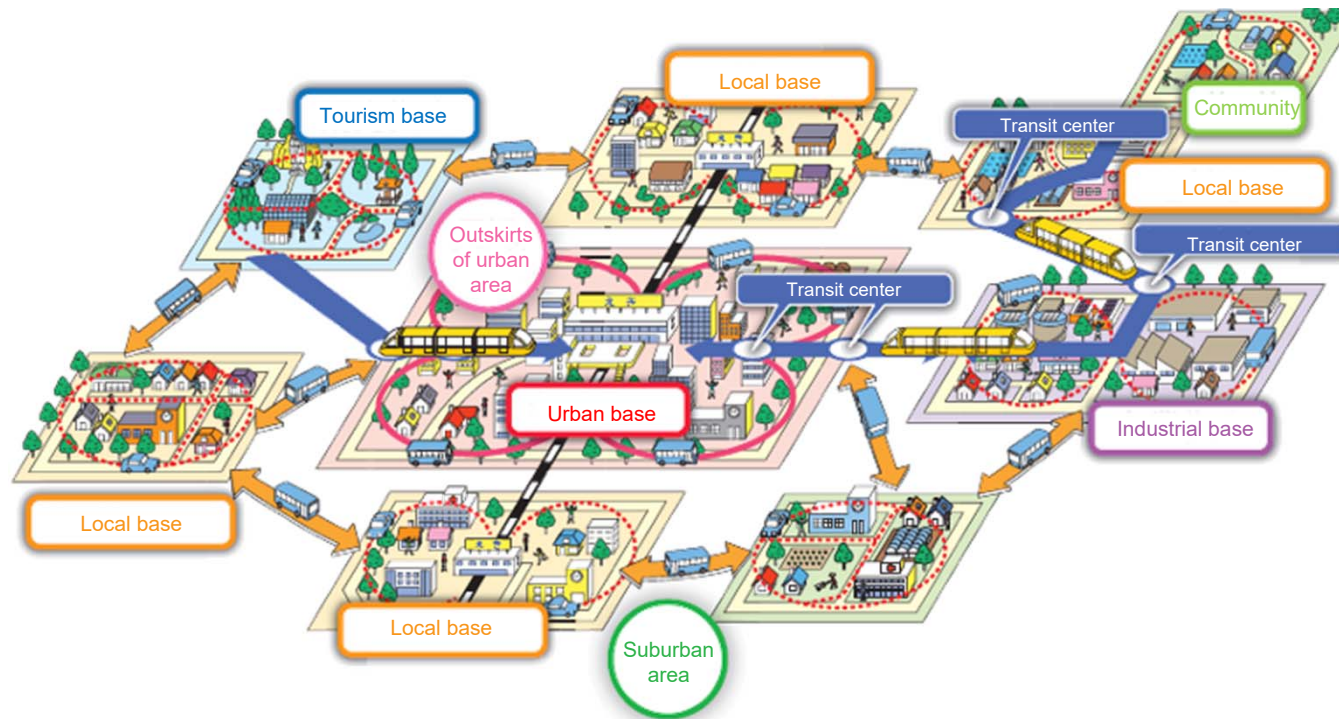 Local base
Tourism base
Community
Transit center
Local base
Outskirts
of urban
area
Transit center
Transit center
Urban base
Industrial base
Local base
Local base
Suburban
area